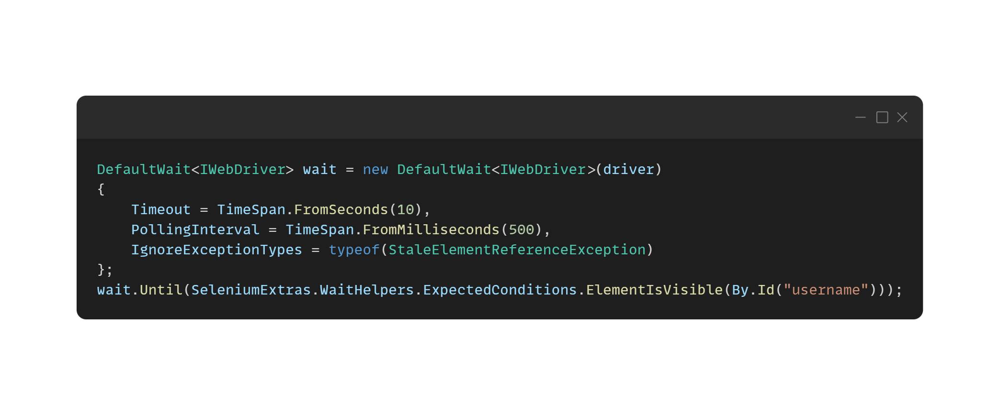 DefaultWait<IWebDriver> wait = new DefaultWait<IWebDriver>(driver)
{
    Timeout = TimeSpan.FromSeconds(10),
    PollingInterval = TimeSpan.FromMilliseconds(500),
    IgnoreExceptionTypes = typeof(StaleElementReferenceException)
};
wait.Until(SeleniumExtras.WaitHelpers.ExpectedConditions.ElementIsVisible(By.Id("username")));